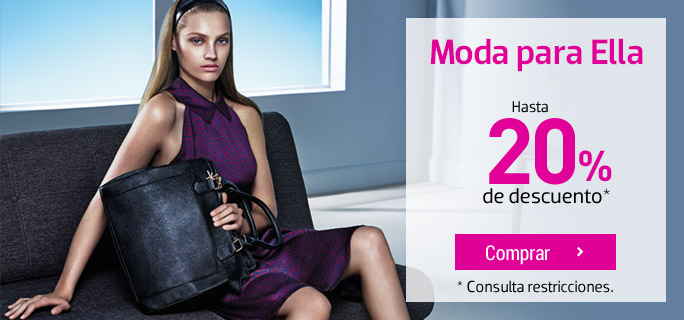 Moda para Ella
Hasta
20%
de descuento*
Comprar >
* Consulta restricciones.